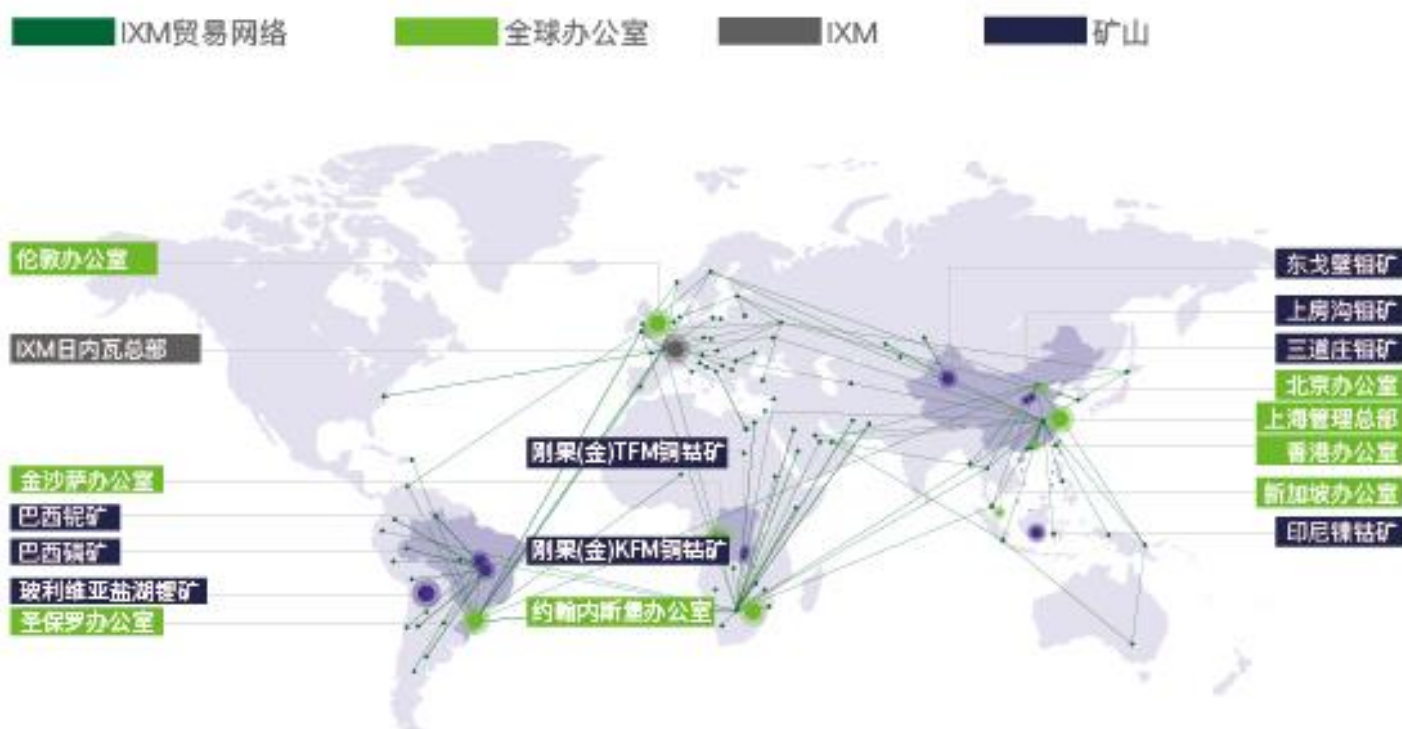 IXM贸易网络
全球办公室
IXM
矿山
伦敦办公室
IXM日内瓦总部
金沙萨办公室
巴西铌矿
巴西磷矿
玻利维亚盐湖锂矿
圣保罗办公室
刚果(金)TFM铜钴矿
刚果(金)KFM铜钴矿
约翰内斯堡办公室
东戈壁钼矿
上房沟钼矿
三道庄钼矿
北京办公室
上海管理总部
香港办公室
新加坡办公室
印尼镍钴矿